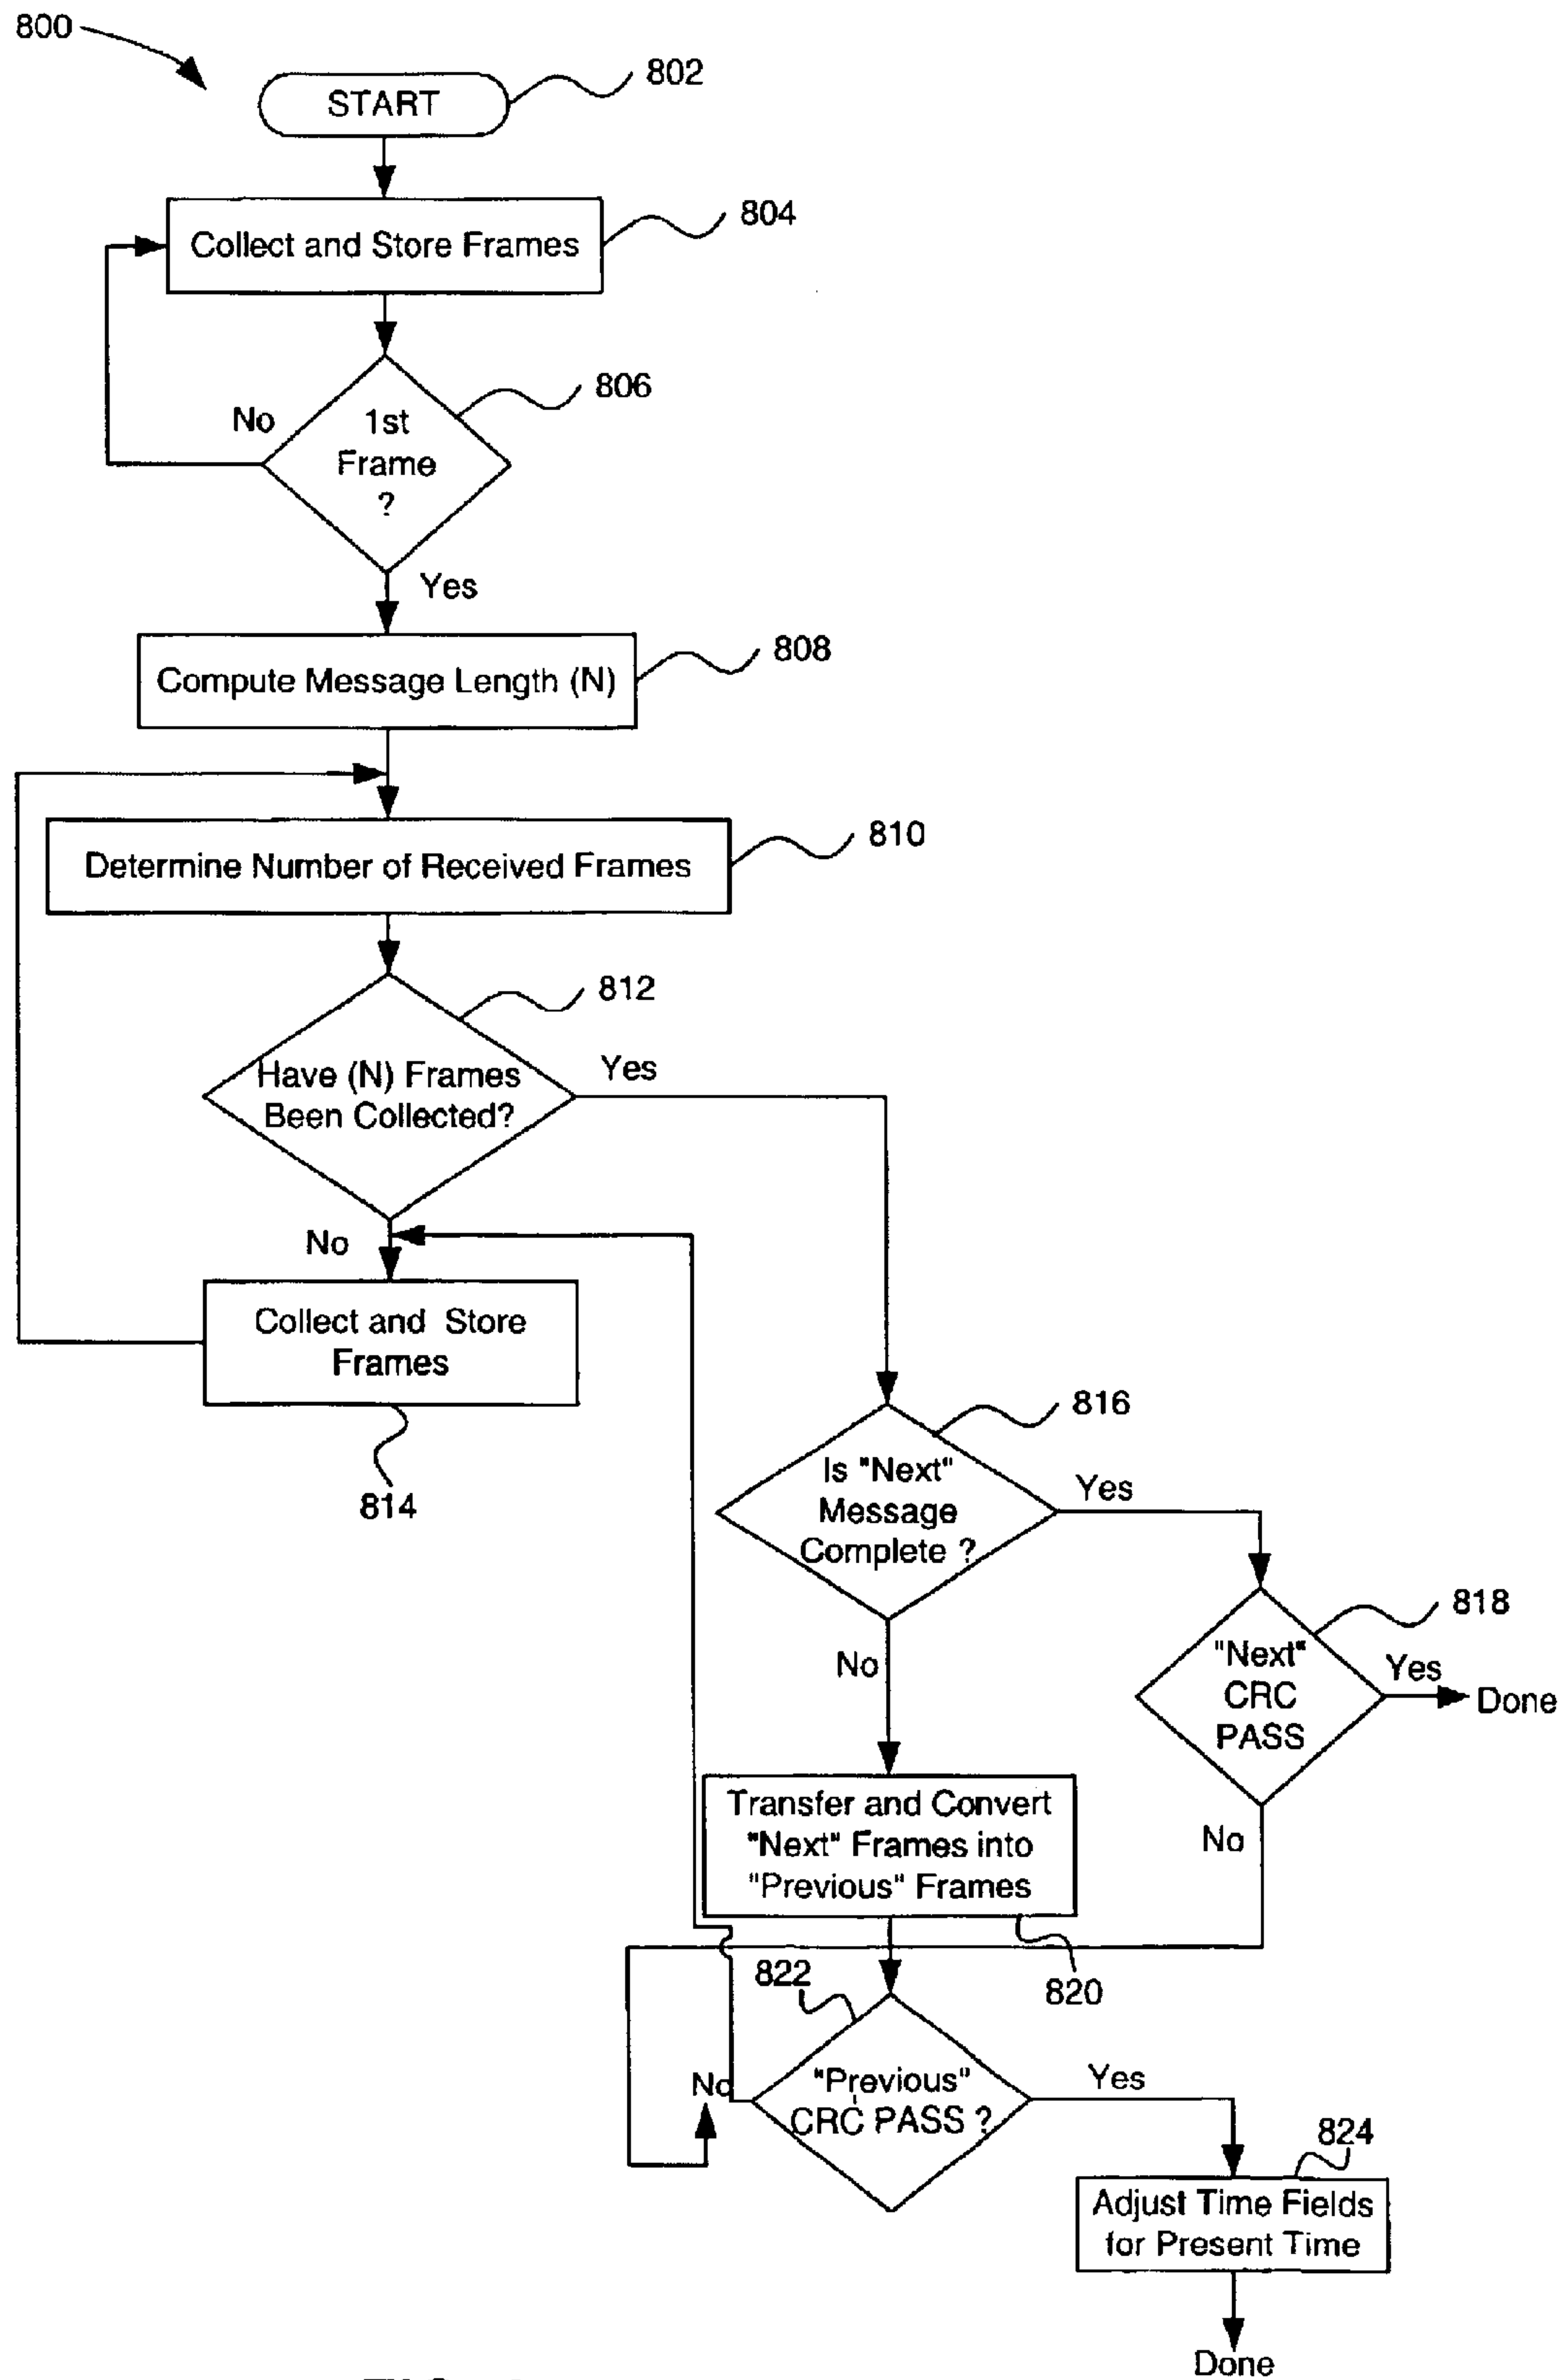 800
START
802
Collect and Store Frames
804
1st
Frame
?
806
No
Yes
Compute Message Length (N)
808
Determine Number of Received Frames
810
812
Have (N) Frames
Been Collected?
Yes
No
Collect and Store
Frames
814
816
Is "Next"
Message
Complete ?
Yes
No
818
"Next"
CRC
PASS
Yes
Done
No
Transfer and Convert
"Next" Frames into
"Previous" Frames
820
822
"Previous"
CRC PASS ?
No
Yes
824
Adjust Time Fields
for Present Time
Done